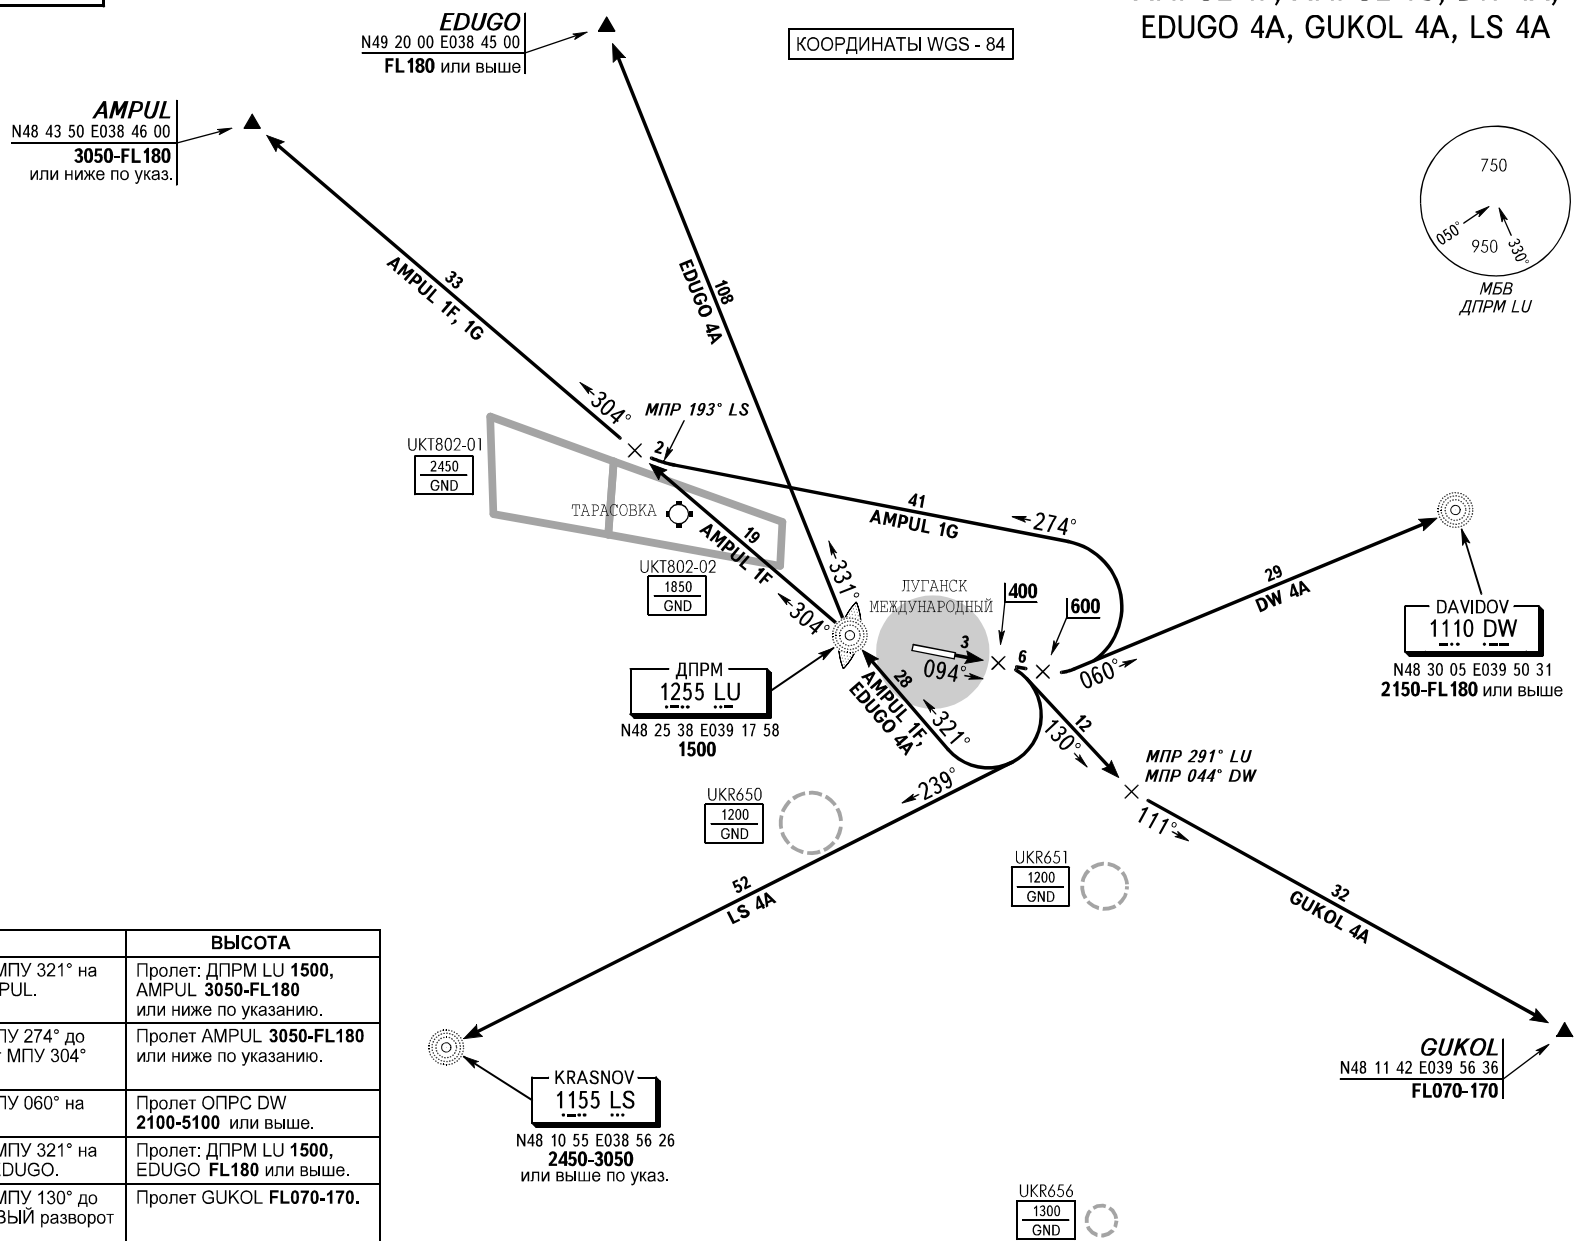 EDUGO 4A, GUKOL 4A, LS 4A
EDUGO
N49 20 00 E038 45 00
FL180 или выше
КООРДИНАТЫ WGS - 84
AMPUL
N48 43 50 E038 46 00
3050-FL180
или ниже по указ.
750
050°
950
330°
МБВ
ДПРМ LU
33
AMPUL 1F, 1G
108
EDUGO 4A
304°
МПР 193° LS
2
UKT802-01
2450
GND
ТАРАСОВКА
41
AMPUL 1G
274°
19
AMPUL 1F
UKT802-02
1850
GND
331°
304°
ЛУГАНСК
МЕЖДУНАРОДНЫЙ
400
600
29
DW 4A
DAVIDOV
1110 DW
N48 30 05 E039 50 31
2150-FL180 или выше
3
094°
6
060°
ДПРМ
1255 LU
N48 25 38 E039 17 58
1500
28
AMPUL 1F,
EDUGO 4A
321°
12
130°
МПР 291° LU
МПР 044° DW
239°
111°
UKR650
1200
GND
UKR651
1200
GND
52
LS 4A
32
GUKOL 4A
GUKOL
N48 11 42 E039 56 36
FL070-170
KRASNOV
1155 LS
N48 10 55 E038 56 26
2450-3050
или выше по указ.
UKR656
1300
GND
ВЫСОТА
МПУ 321° на
PUL.
Пролет: ДПРМ LU 1500,
AMPUL 3050-FL180
или ниже по указанию.
ПУ 274° до
т МПУ 304°
Пролет AMPUL 3050-FL180
или ниже по указанию.
ПУ 060° на
Пролет ОПРС DW
2100-5100 или выше.
МПУ 321° на
EDUGO.
Пролет: ДПРМ LU 1500,
EDUGO FL180 или выше.
МПУ 130° до
ВЫЙ разворот
Пролет GUKOL FL070-170.